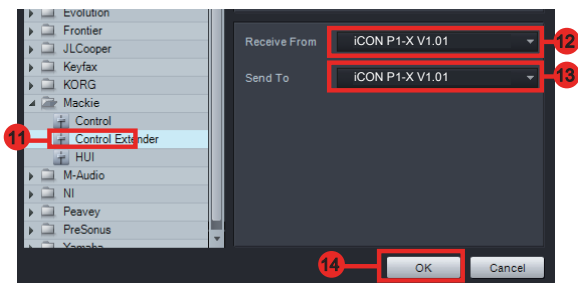 Evolution
Frontier
JLCooper
Keyfax
KORG
Mackie
Control
11
Control Extender
HUI
M-Audio
NI
Peavey
PreSonus
Yamaha
Receive From
iCON P1-X V1.01
12
Send To
iCON P1-X V1.01
13
14
OK
Cancel